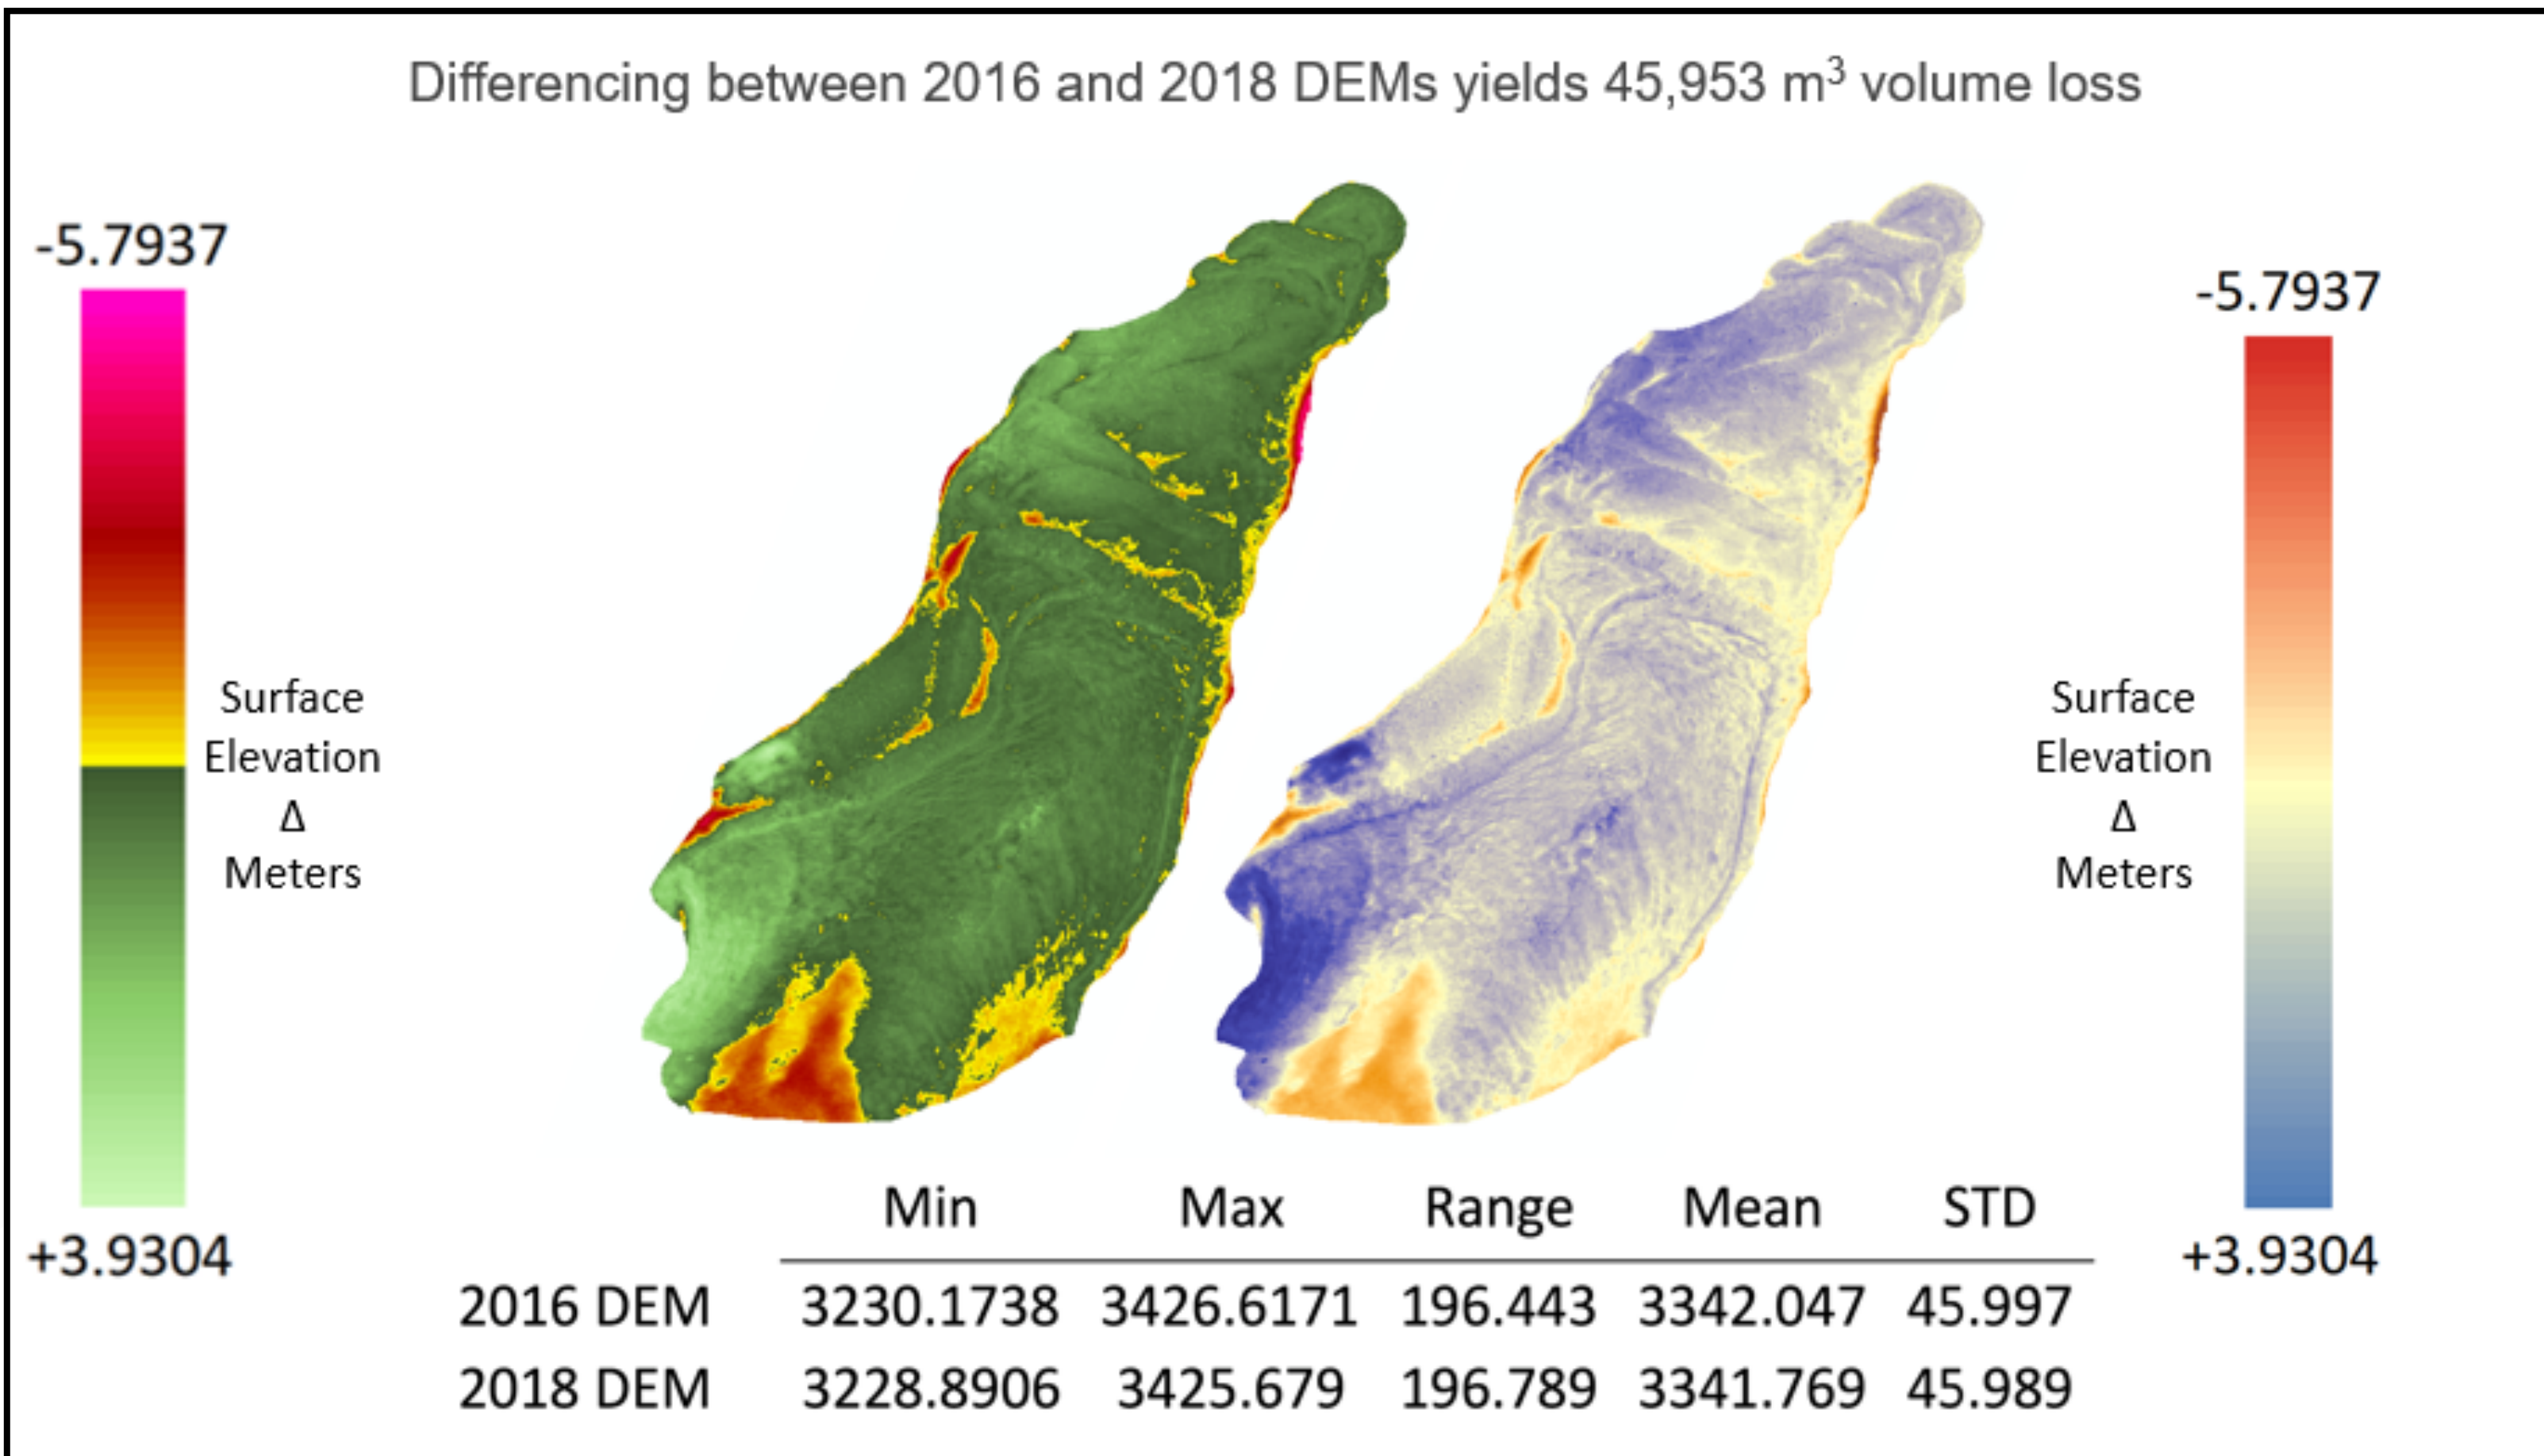 Differencing between 2016 and 2018 DEMs yields 45,953 m³ volume loss
-5.7937
Surface
Elevation
Δ
Meters
+3.9304
-5.7937
Surface
Elevation
Δ
Meters
+3.9304
Min Max Range Mean STD
2016 DEM 3230.1738 3426.6171 196.443 3342.047 45.997
2018 DEM 3228.8906 3425.679 196.789 3341.769 45.989